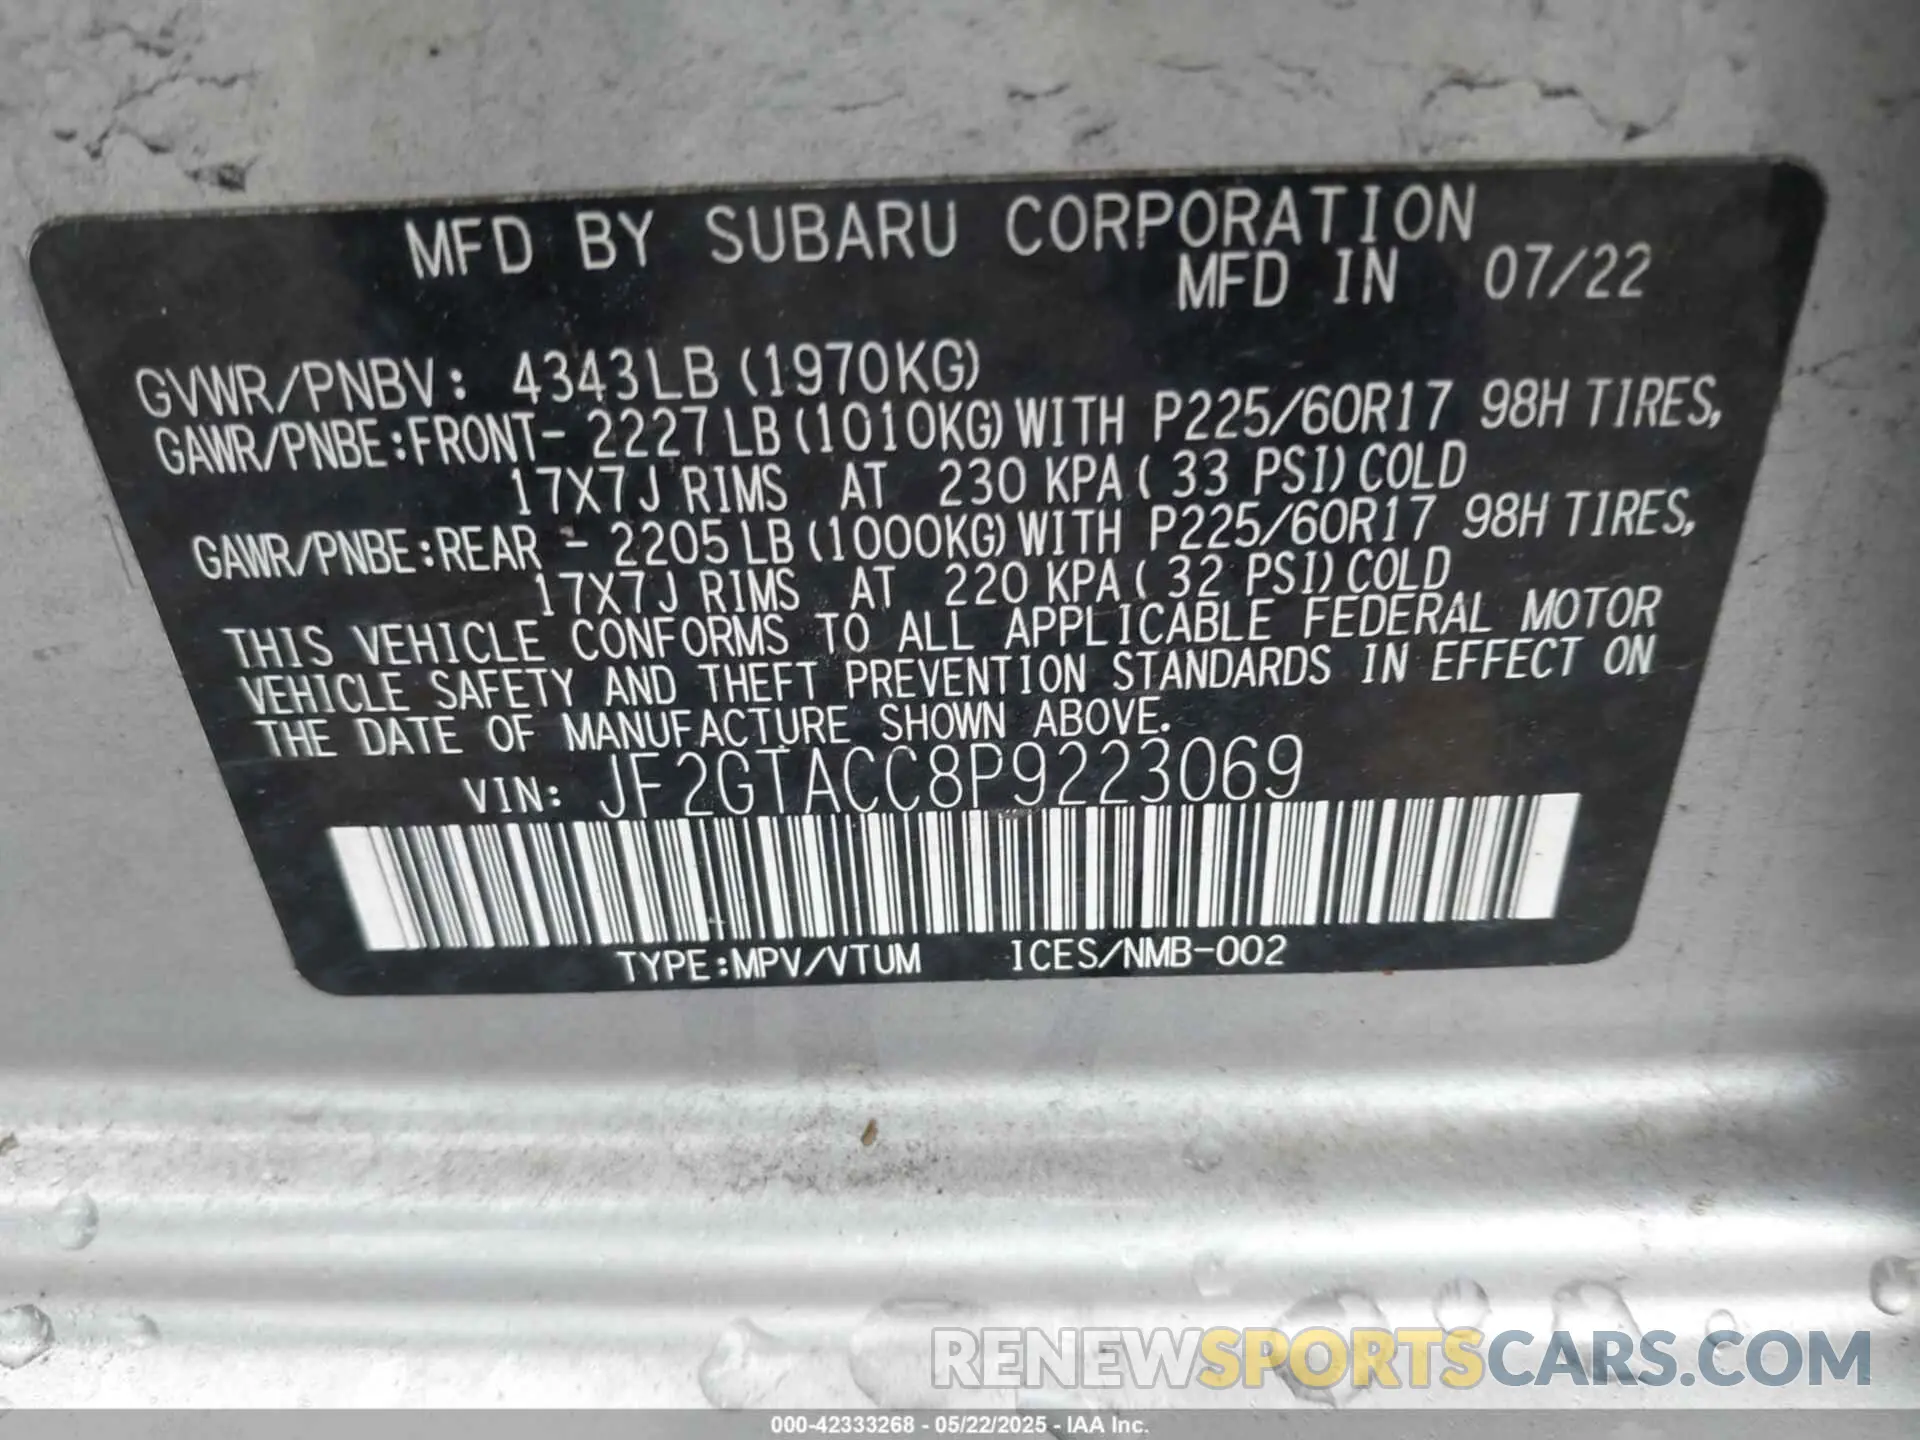 MFD BY SUBARU CORPORATION
MFD IN 07/22
GVWR/PNBV: 4343LB (1970KG)
GAWR/PNBE:FRONT- 2227LB (1010KG) WITH P225/60R17 98H TIRES,
17X7J RIMS AT 230 KPA ( 33 PSI) COLD
GAWR/PNBE:REAR - 2205LB (1000KG) WITH P225/60R17 98H TIRES,
17X7J RIMS AT 220 KPA ( 32 PSI) COLD
THIS VEHICLE CONFORMS TO ALL APPLICABLE FEDERAL MOTOR
VEHICLE SAFETY AND THEFT PREVENTION STANDARDS IN EFFECT ON
THE DATE OF MANUFACTURE SHOWN ABOVE.
VIN: JF2GTACC8P9223069
TYPE:MPV/VTUM ICES/NMB-002
RENEWSPORTSCARS.COM
000-42333268 - 05/22/2025 - IAA Inc.